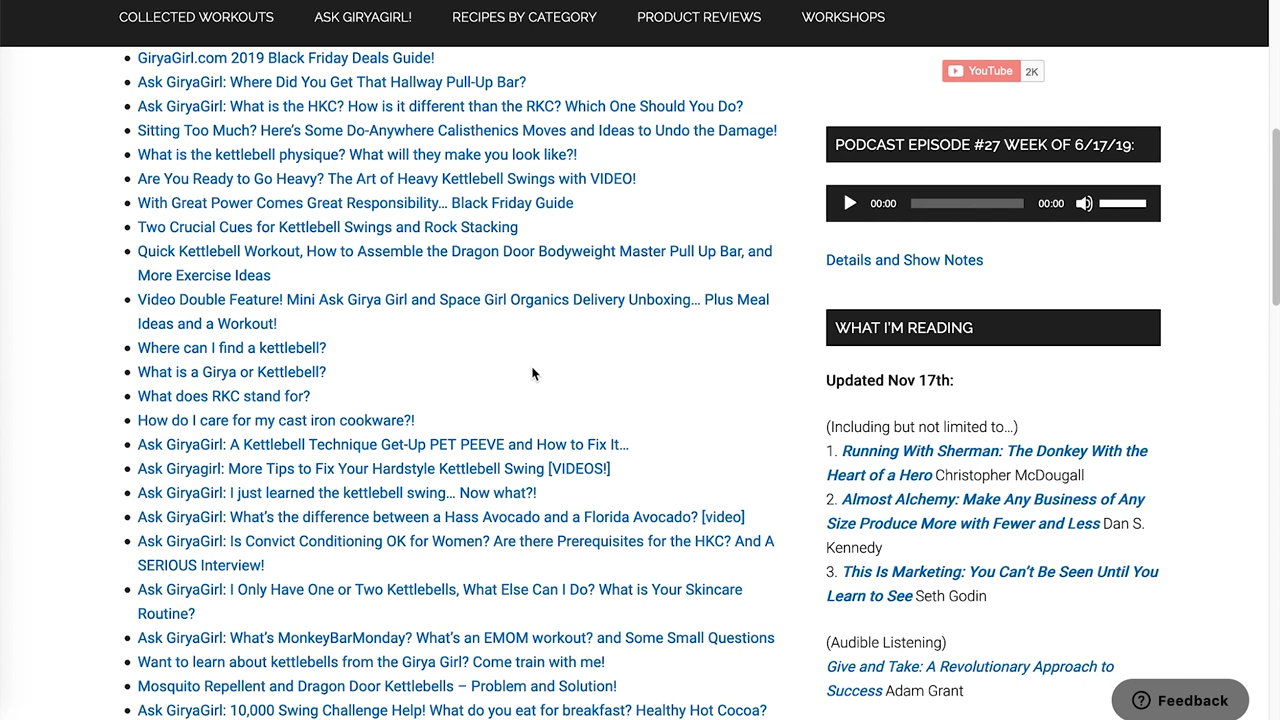 COLLECTED WORKOUTS ASK GIRYAGIRL! RECIPES BY CATEGORY PRODUCT REVIEWS WORKSHOPS
GiryaGirl.com 2019 Black Friday Deals Guide!
Ask GiryaGirl: Where Did You Get That Hallway Pull-Up Bar?
Ask GiryaGirl: What is the HKC? How is it different than the RKC? Which One Should You Do?
Sitting Too Much? Here's Some Do-Anywhere Calisthenics Moves and Ideas to Undo the Damage!
What is the kettlebell physique? What will they make you look like?!
Are You Ready to Go Heavy? The Art of Heavy Kettlebell Swings with VIDEO!
With Great Power Comes Great Responsibility… Black Friday Guide
Two Crucial Cues for Kettlebell Swings and Rock Stacking
Quick Kettlebell Workout, How to Assemble the Dragon Door Bodyweight Master Pull Up Bar, and
More Exercise Ideas
Video Double Feature! Mini Ask Girya Girl and Space Girl Organics Delivery Unboxing… Plus Meal
Ideas and a Workout!
Where can I find a kettlebell?
What is a Girya or Kettlebell?
What does RKC stand for?
How do I care for my cast iron cookware?!
Ask GiryaGirl: A Kettlebell Technique Get-Up PET PEEVE and How to Fix It…
Ask Giryagirl: More Tips to Fix Your Hardstyle Kettlebell Swing [VIDEOS!]
Ask GiryaGirl: I just learned the kettlebell swing… Now what?!
Ask GiryaGirl: What's the difference between a Hass Avocado and a Florida Avocado? [video]
Ask GiryaGirl: Is Convict Conditioning OK for Women? Are there Prerequisites for the HKC? And A
SERIOUS Interview!
Ask GiryaGirl: I Only Have One or Two Kettlebells, What Else Can I Do? What is Your Skincare
Routine?
Ask GiryaGirl: What's MonkeyBarMonday? What's an EMOM workout? and Some Small Questions
Want to learn about kettlebells from the Girya Girl? Come train with me!
Mosquito Repellent and Dragon Door Kettlebells – Problem and Solution!
Ask GiryaGirl: 10,000 Swing Challenge Help! What do you eat for breakfast? Healthy Hot Cocoa?
YouTube 2K
PODCAST EPISODE #27 WEEK OF 6/17/19:
00:00 00:00
Details and Show Notes
WHAT I'M READING
Updated Nov 17th:
(Including but not limited to…)
1. Running With Sherman: The Donkey With the
Heart of a Hero Christopher McDougall
2. Almost Alchemy: Make Any Business of Any
Size Produce More with Fewer and Less Dan S.
Kennedy
3. This Is Marketing: You Can't Be Seen Until You
Learn to See Seth Godin
(Audible Listening)
Give and Take: A Revolutionary Approach to
Success Adam Grant
Feedback